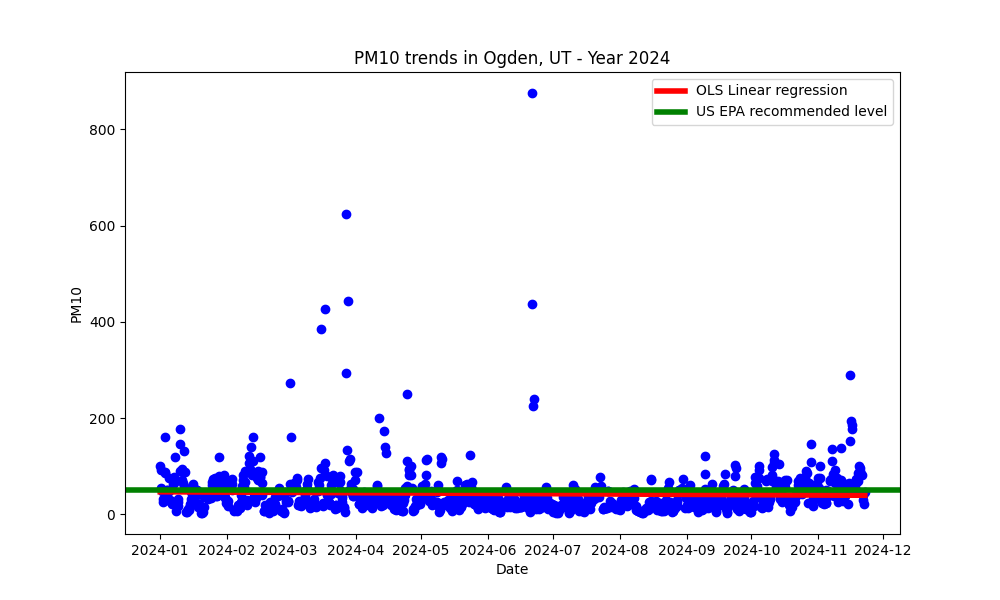 PM10 trends in Ogden, UT - Year 2024
OLS Linear regression
US EPA recommended level
PM10
800
600
400
200
0
2024-01 2024-02 2024-03 2024-04 2024-05 2024-06 2024-07 2024-08 2024-09 2024-10 2024-11 2024-12
Date